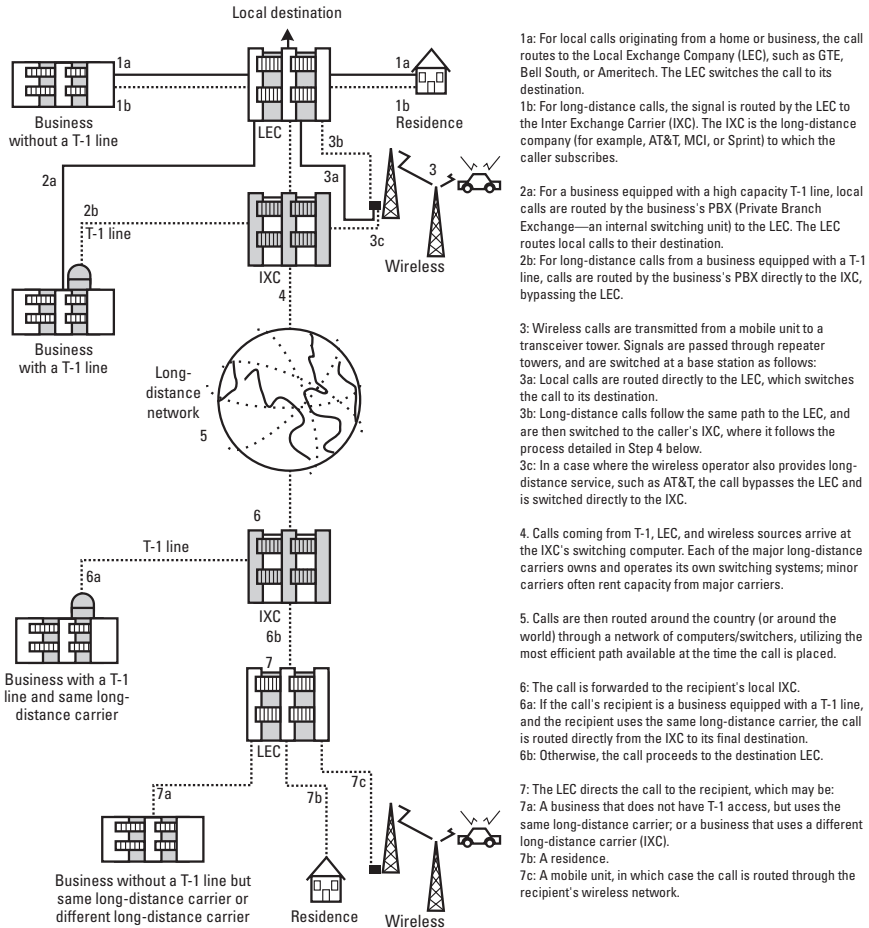 Local destination
1a
1b
Business
without a T-1 line
LEC
1a
1b
Residence
3b
3a
3
2a
2b
T-1 line
IXC
3c
Wireless
4
Business
with a T-1 line
Long-
distance
network
5
6
T-1 line
6a
IXC
6b
Business with a T-1
line and same long-
distance carrier
7
LEC
7a
7b
7c
Business without a T-1 line but
same long-distance carrier or
different long-distance carrier
Residence
Wireless
1a: For local calls originating from a home or business, the call
routes to the Local Exchange Company (LEC), such as GTE,
Bell South, or Ameritech. The LEC switches the call to its
destination.
1b: For long-distance calls, the signal is routed by the LEC to
the Inter Exchange Carrier (IXC). The IXC is the long-distance
company (for example, AT&T, MCI, or Sprint) to which the
caller subscribes.
2a: For a business equipped with a high capacity T-1 line, local
calls are routed by the business's PBX (Private Branch
Exchange—an internal switching unit) to the LEC. The LEC
routes local calls to their destination.
2b: For long-distance calls from a business equipped with a T-1
line, calls are routed by the business's PBX directly to the IXC,
bypassing the LEC.
3: Wireless calls are transmitted from a mobile unit to a
transceiver tower. Signals are passed through repeater
towers, and are switched at a base station as follows:
3a: Local calls are routed directly to the LEC, which switches
the call to its destination.
3b: Long-distance calls follow the same path to the LEC, and
are then switched to the caller's IXC, where it follows the
process detailed in Step 4 below.
3c: In a case where the wireless operator also provides long-
distance service, such as AT&T, the call bypasses the LEC and
is switched directly to the IXC.
4. Calls coming from T-1, LEC, and wireless sources arrive at
the IXC's switching computer. Each of the major long-distance
carriers owns and operates its own switching systems; minor
carriers often rent capacity from major carriers.
5. Calls are then routed around the country (or around the
world) through a network of computers/switchers, utilizing the
most efficient path available at the time the call is placed.
6: The call is forwarded to the recipient's local IXC.
6a: If the call's recipient is a business equipped with a T-1 line,
and the recipient uses the same long-distance carrier, the call
is routed directly from the IXC to its final destination.
6b: Otherwise, the call proceeds to the destination LEC.
7: The LEC directs the call to the recipient, which may be:
7a: A business that does not have T-1 access, but uses the
same long-distance carrier; or a business that uses a different
long-distance carrier (IXC).
7b: A residence.
7c: A mobile unit, in which case the call is routed through the
recipient's wireless network.